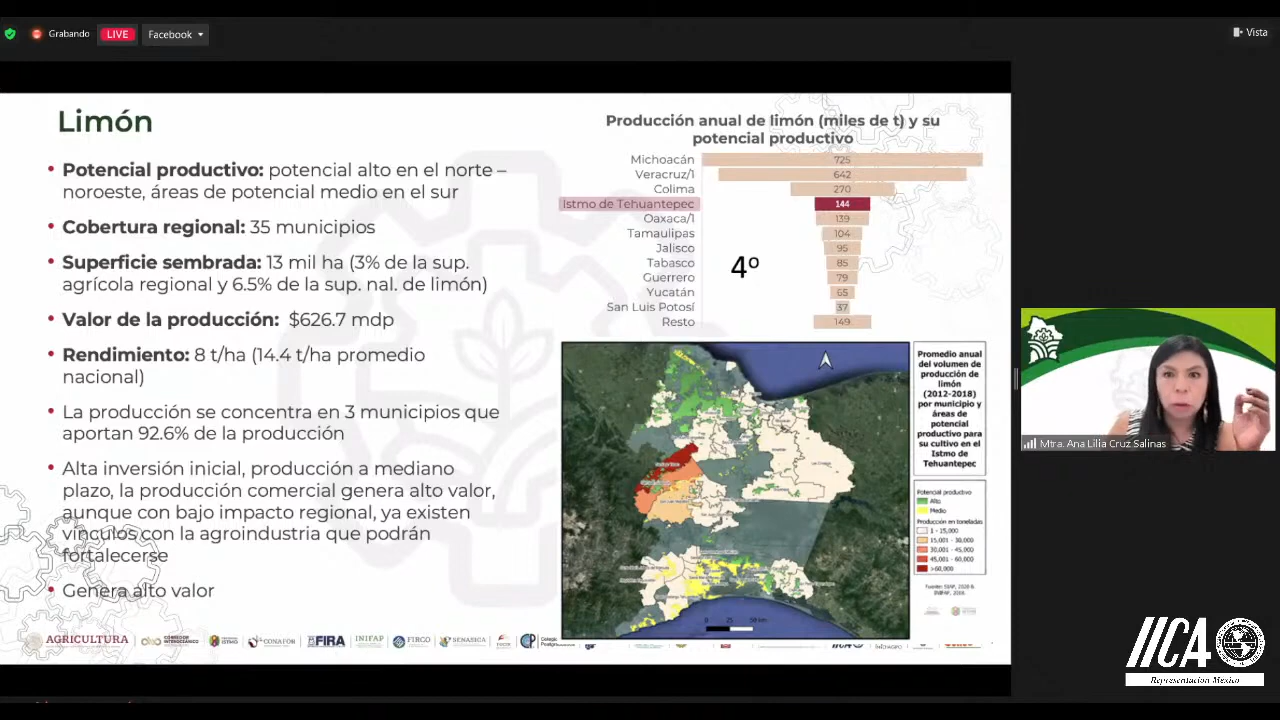 Grabando
LIVE
Facebook
Vista
Limón
• Potencial productivo: potencial alto en el norte –
noroeste, áreas de potencial medio en el sur
• Cobertura regional: 35 municipios
• Superficie sembrada: 13 mil ha (3% de la sup.
agrícola regional y 6.5% de la sup. nal. de limón)
• Valor de la producción: $626.7 mdp
• Rendimiento: 8 t/ha (14.4 t/ha promedio
nacional)
• La producción se concentra en 3 municipios que
aportan 92.6% de la producción
• Alta inversión inicial, producción a mediano
plazo, la producción comercial genera alto valor,
aunque con bajo impacto regional, ya existen
vínculos con la agroindustria que podrán
fortalecerse
• Genera alto valor
Producción anual de limón (miles de t) y su
potencial productivo
Michoacán 725
Veracruz/1 642
Colima 270
Istmo de Tehuantepec 144
Oaxaca/1 139
Tamaulipas 104
Jalisco 95
Tabasco 85
Guerrero 79
Yucatán 65
San Luis Potosí 37
Resto 149
4º
Promedio anual
del volumen de
producción de
limón
(2012-2018)
por municipio y
áreas de
potencial
productivo para
su cultivo en el
Istmo de
Tehuantepec
Potencial productivo
Alto
Medio
Producción en toneladas
1 - 15,000
15,001 - 30,000
30,001 - 45,000
45,001 - 60,000
>60,000
Fuente: SIAP, 2020 &
INIFAP, 2018.
0 25 50 km
AGRICULTURA
CONAFOR
FIRA
INIFAP
FIRCO
SENASICA
Mtra. Ana Lilia Cruz Salinas
IICA
Representación México